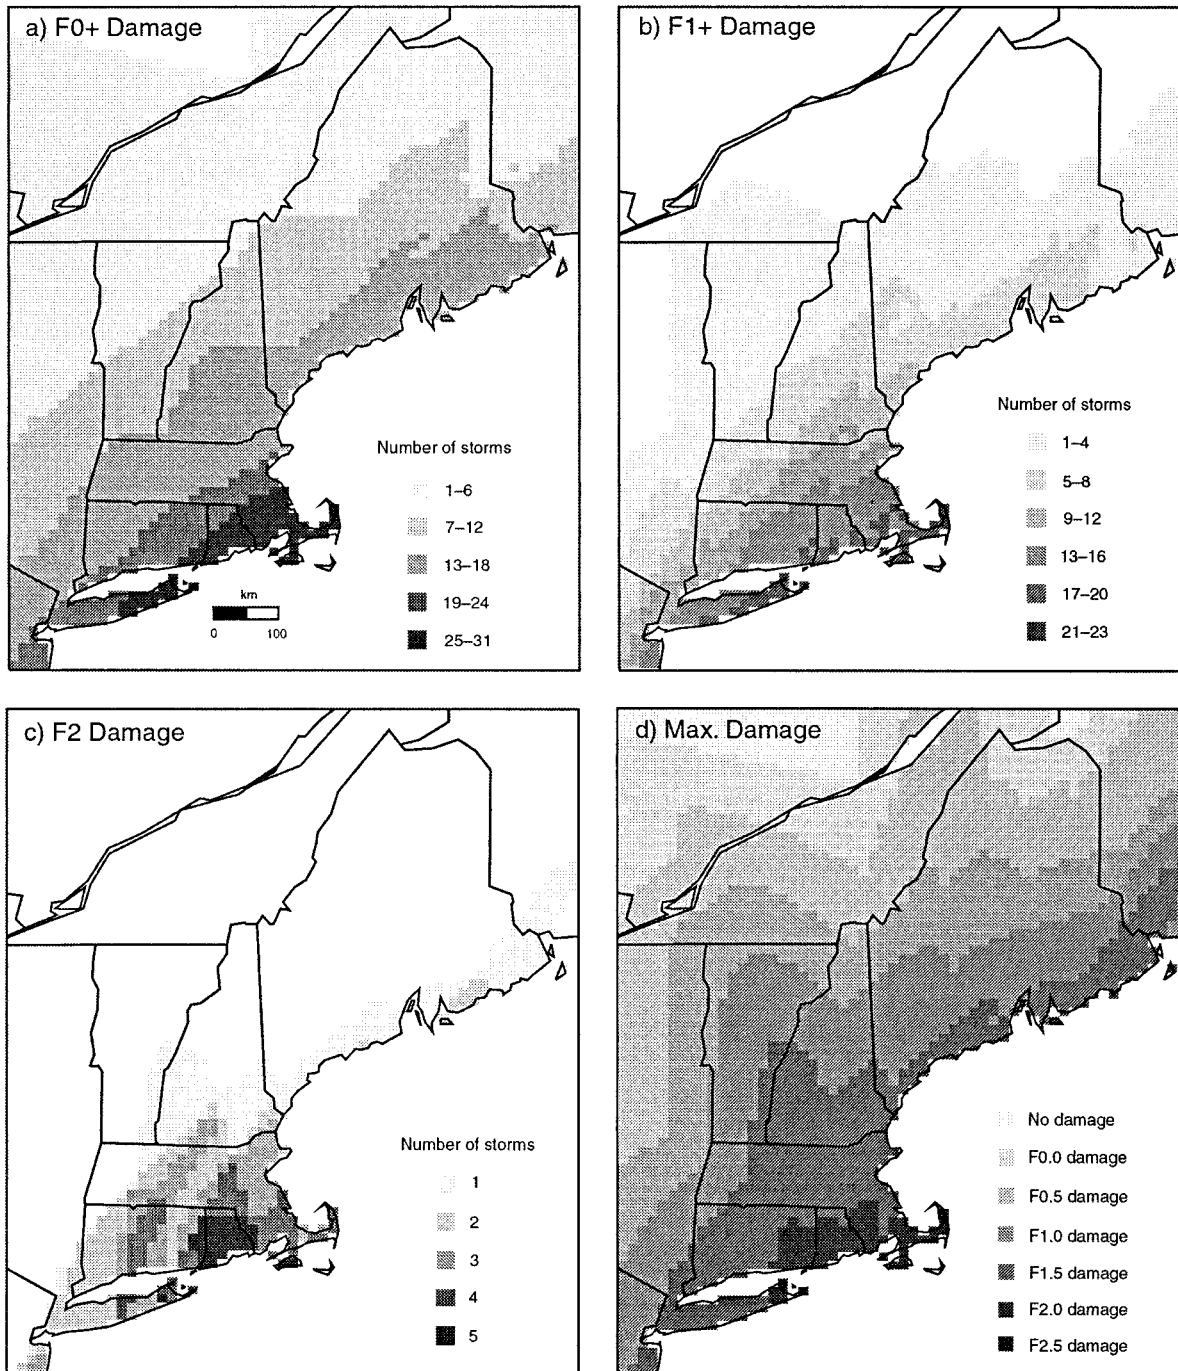 a) F0+ Damage
Number of storms
1–6
7–12
13–18
19–24
25–31
km
0 100
b) F1+ Damage
Number of storms
1–4
5–8
9–12
13–16
17–20
21–23
c) F2 Damage
Number of storms
1
2
3
4
5
d) Max. Damage
No damage
F0.0 damage
F0.5 damage
F1.0 damage
F1.5 damage
F2.0 damage
F2.5 damage